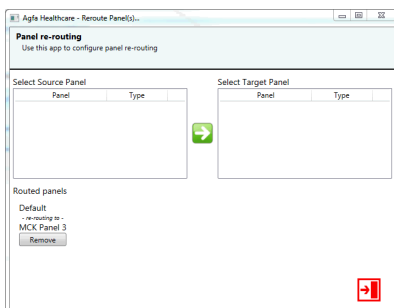 Agfa Healthcare - Reroute Panel(s)...
Panel re-routing
Use this app to configure panel re-routing
Select Source Panel
Select Target Panel
Panel Type
Panel Type
Routed panels
Default
- re-routing to -
MCK Panel 3
Remove